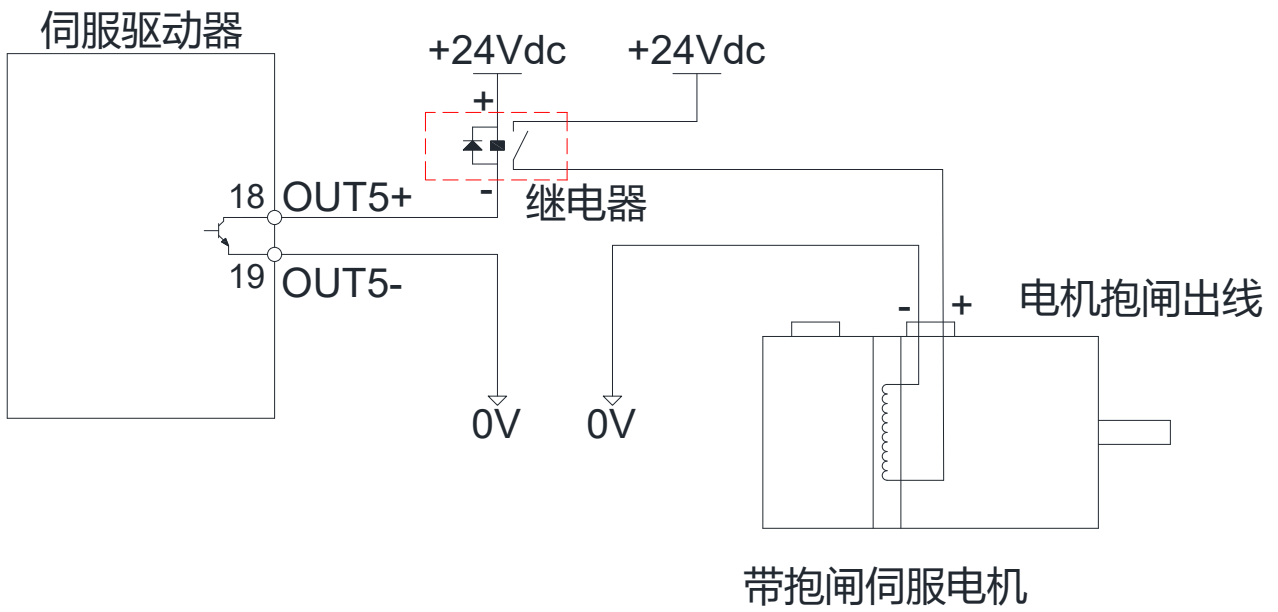 伺服驱动器
+24Vdc
+24Vdc
+
-
继电器
18
OUT5+
19
OUT5-
0V
0V
-
+
电机抱闸出线
带抱闸伺服电机